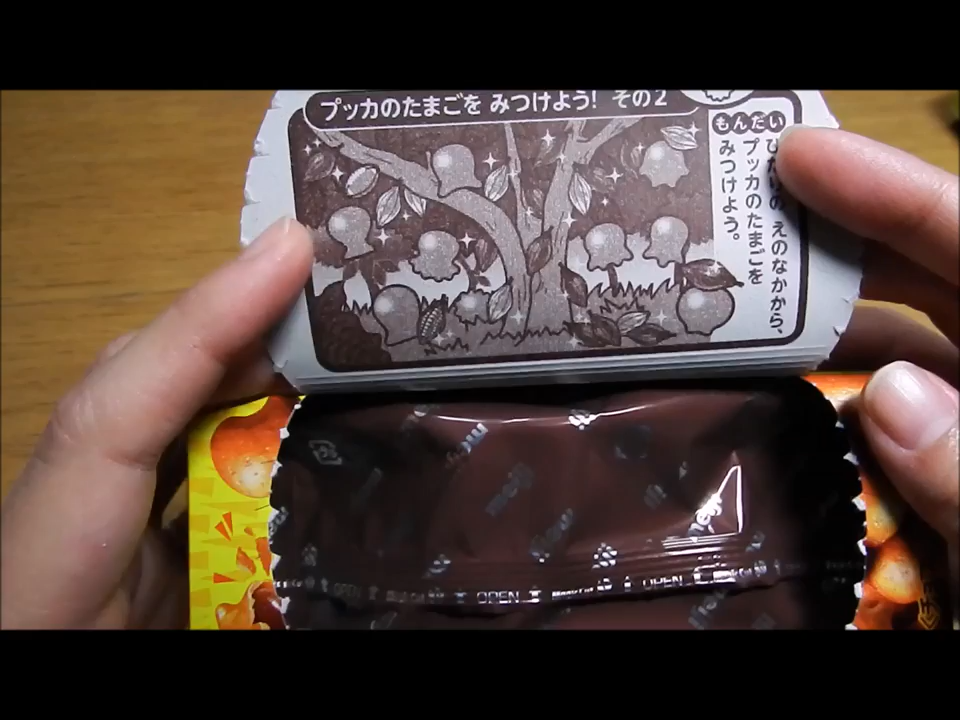 プッカのたまごを みつけよう! その2
もんだい
ひだりの えのなかから、
プッカのたまごを
みつけよう。
meiji
meiji
OPEN
OPEN